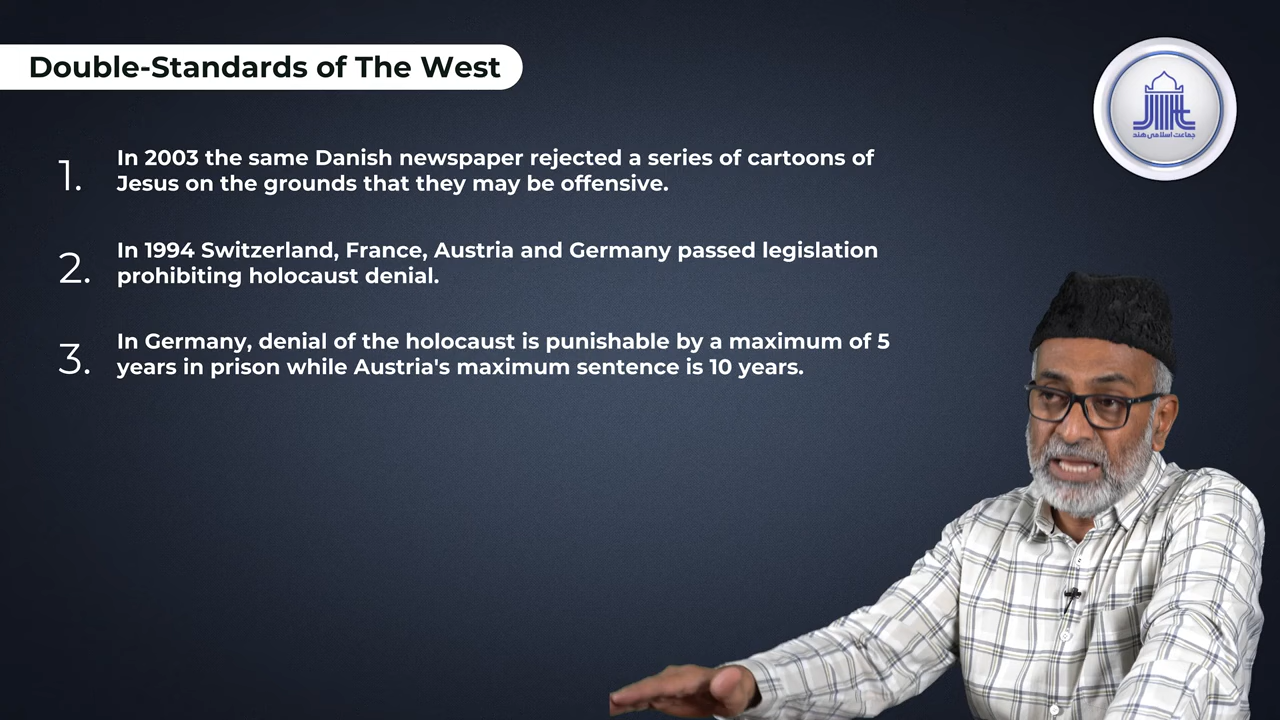 Double-Standards of The West
1.
In 2003 the same Danish newspaper rejected a series of cartoons of
Jesus on the grounds that they may be offensive.
2.
In 1994 Switzerland, France, Austria and Germany passed legislation
prohibiting holocaust denial.
3.
In Germany, denial of the holocaust is punishable by a maximum of 5
years in prison while Austria's maximum sentence is 10 years.
جماعت اسلامی هند